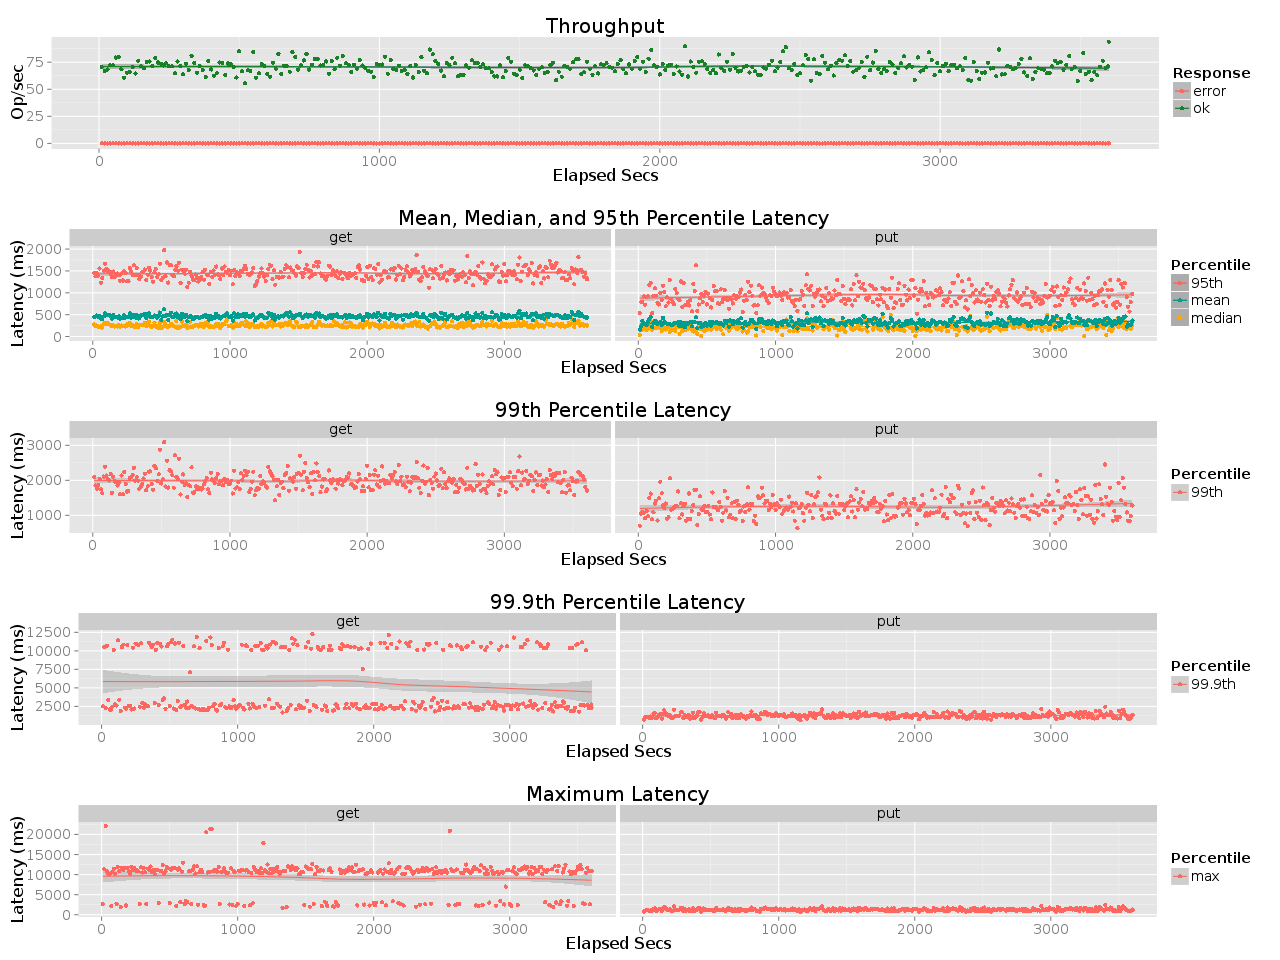 Throughput
75
50
25
0
Op/sec
0 1000 2000 3000
Elapsed Secs
Response
error
ok
Mean, Median, and 95th Percentile Latency
get put
2000
1500
1000
500
0
Latency (ms)
0 1000 2000 3000 0 1000 2000 3000
Elapsed Secs
Percentile
95th
mean
median
99th Percentile Latency
get put
3000
2000
1000
Latency (ms)
0 1000 2000 3000 0 1000 2000 3000
Elapsed Secs
Percentile
99th
99.9th Percentile Latency
get put
12500
10000
7500
5000
2500
Latency (ms)
0 1000 2000 3000 0 1000 2000 3000
Elapsed Secs
Percentile
99.9th
Maximum Latency
get put
20000
15000
10000
5000
0
Latency (ms)
0 1000 2000 3000 0 1000 2000 3000
Elapsed Secs
Percentile
max